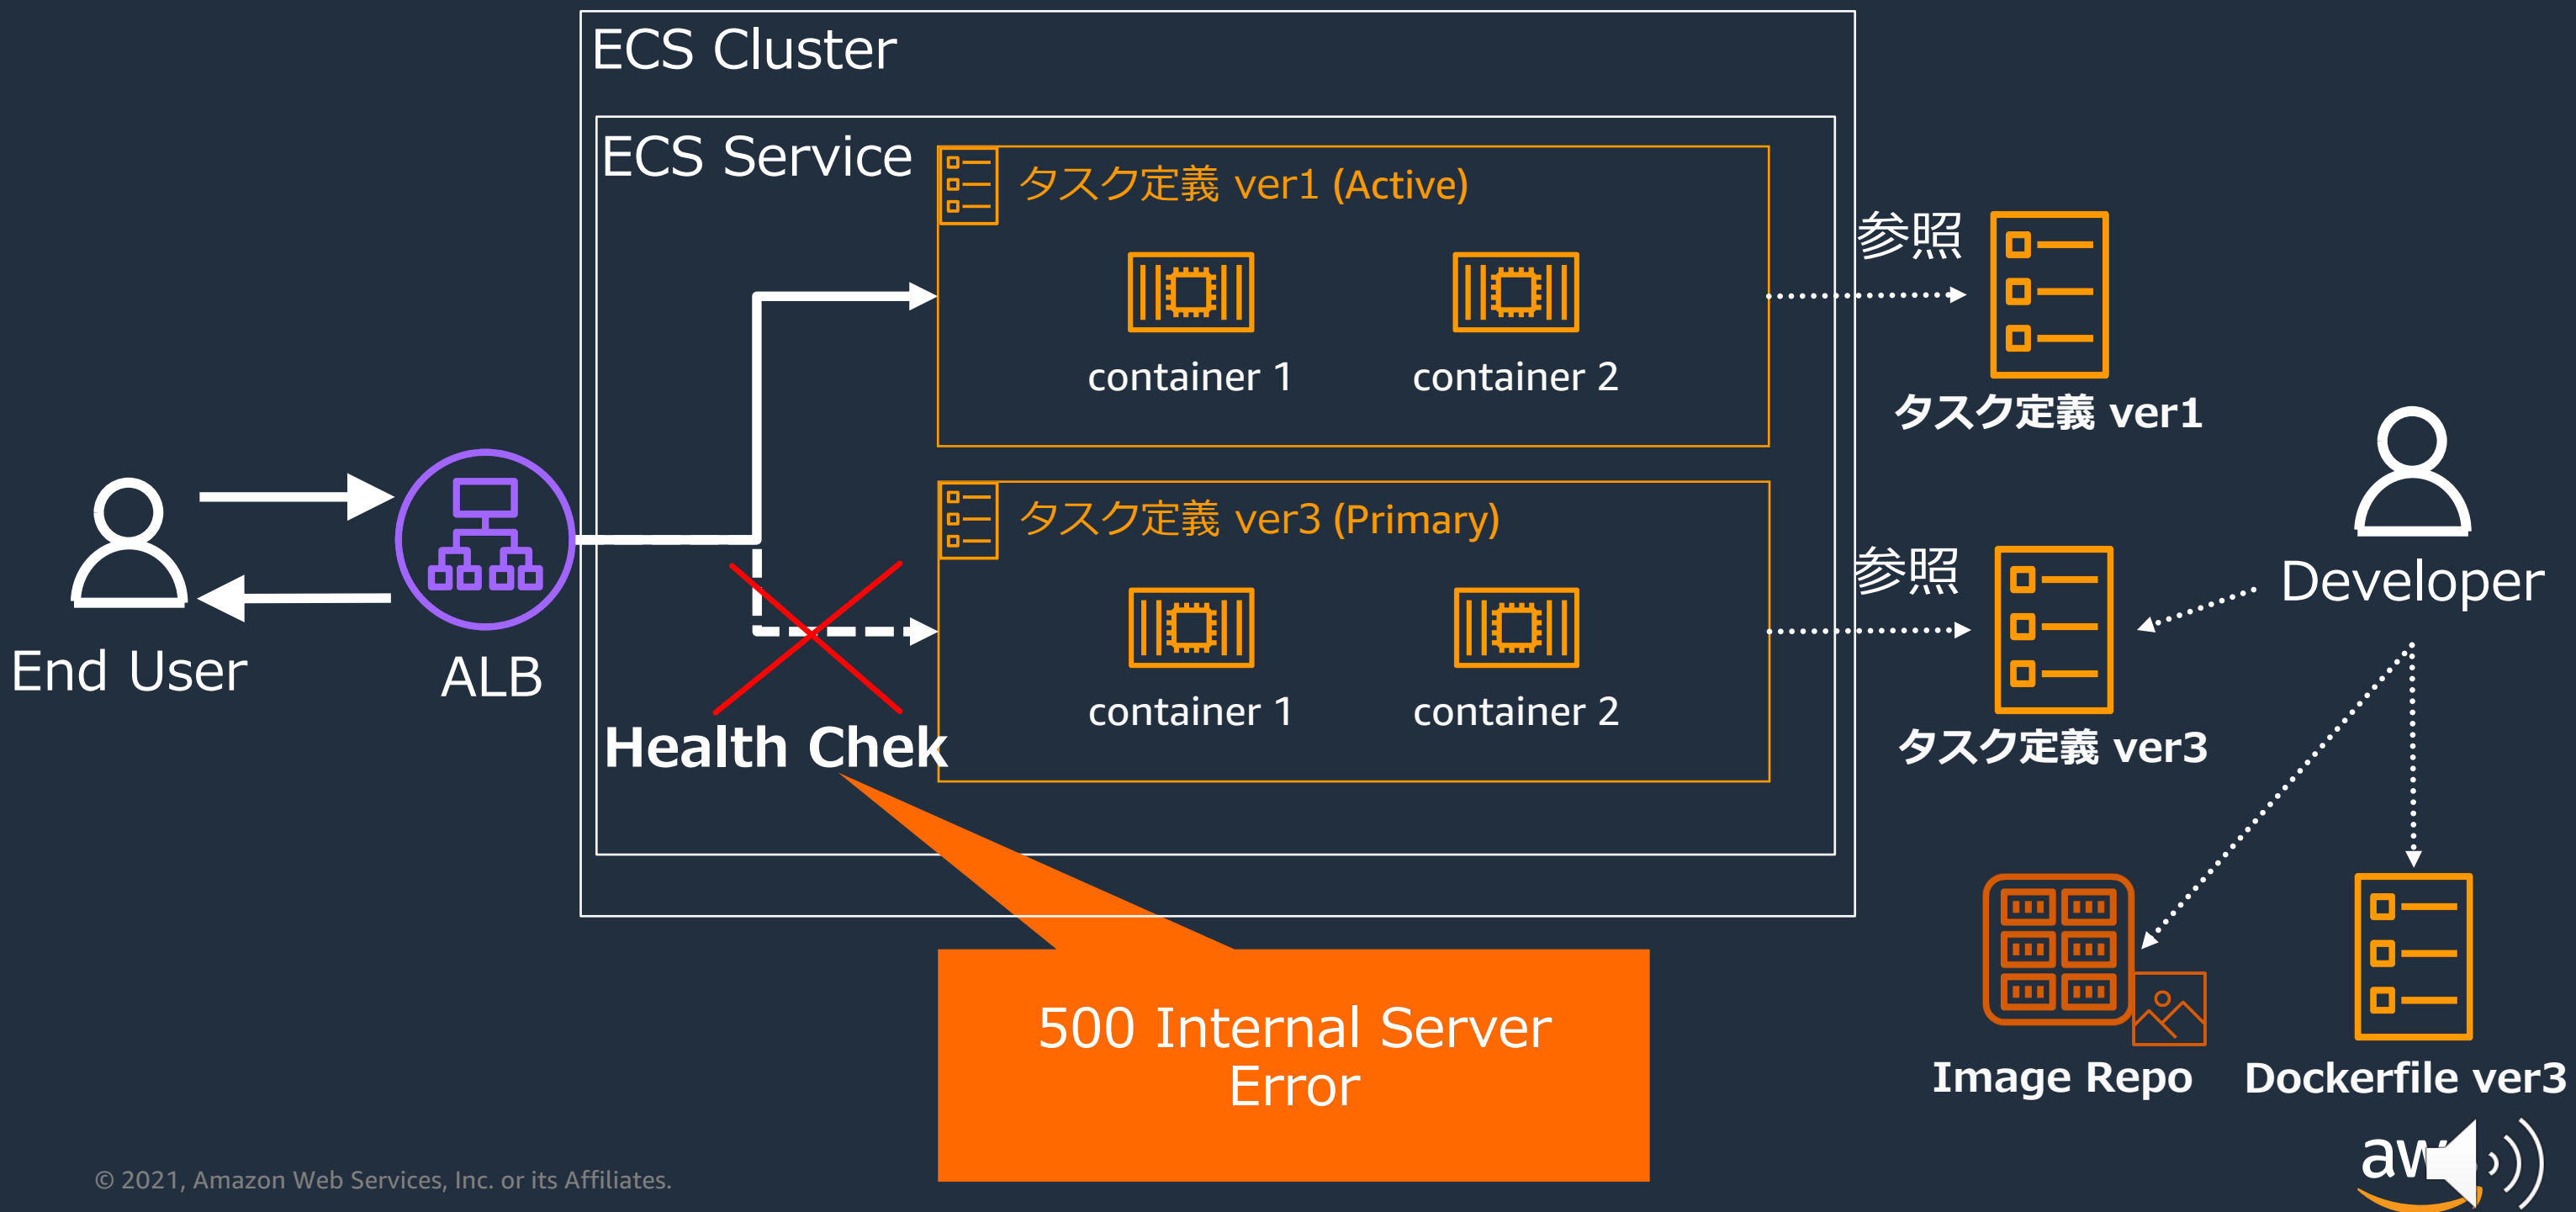 ECS Cluster
ECS Service
タスク定義 ver1 (Active)
container 1
container 2
参照
タスク定義 ver1
タスク定義 ver3 (Primary)
container 1
container 2
参照
タスク定義 ver3
Developer
End User
ALB
Health Chek
500 Internal Server
Error
Image Repo
Dockerfile ver3
© 2021, Amazon Web Services, Inc. or its Affiliates.